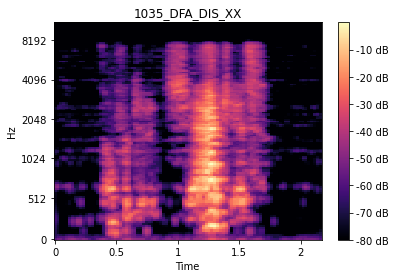 1035_DFA_DIS_XX
8192
4096
2048
1024
512
0
Hz
0
0.5
1
1.5
2
Time
-10 dB
-20 dB
-30 dB
-40 dB
-50 dB
-60 dB
-70 dB
-80 dB